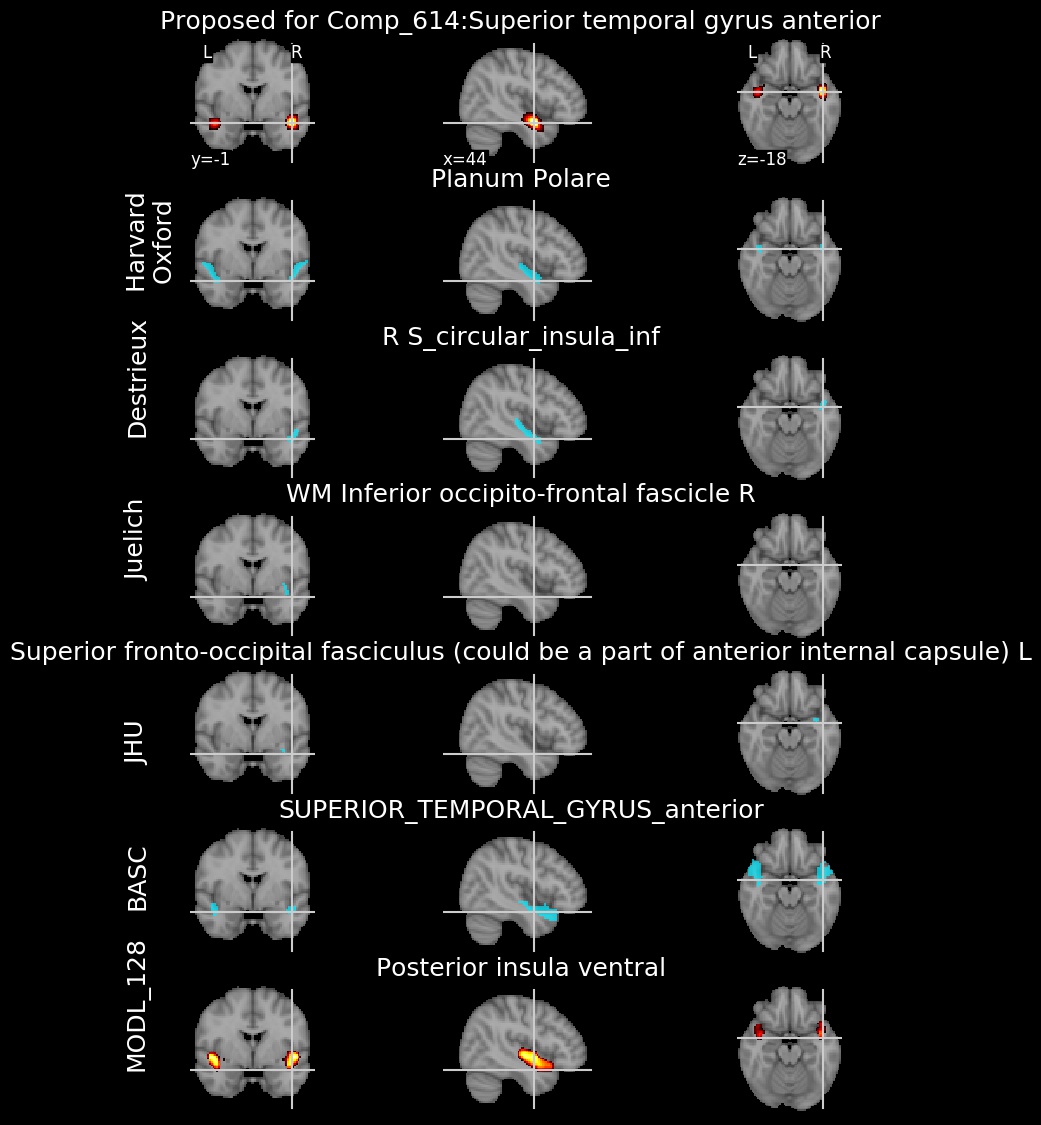 Proposed for Comp_614:Superior temporal gyrus anterior
L R
L R
y=-1
x=44
z=-18
Planum Polare
Harvard
Oxford
R S_circular_insula_inf
Destrieux
WM Inferior occipito-frontal fascicle R
Juelich
Superior fronto-occipital fasciculus (could be a part of anterior internal capsule) L
JHU
SUPERIOR_TEMPORAL_GYRUS_anterior
BASC
Posterior insula ventral
MODL_128